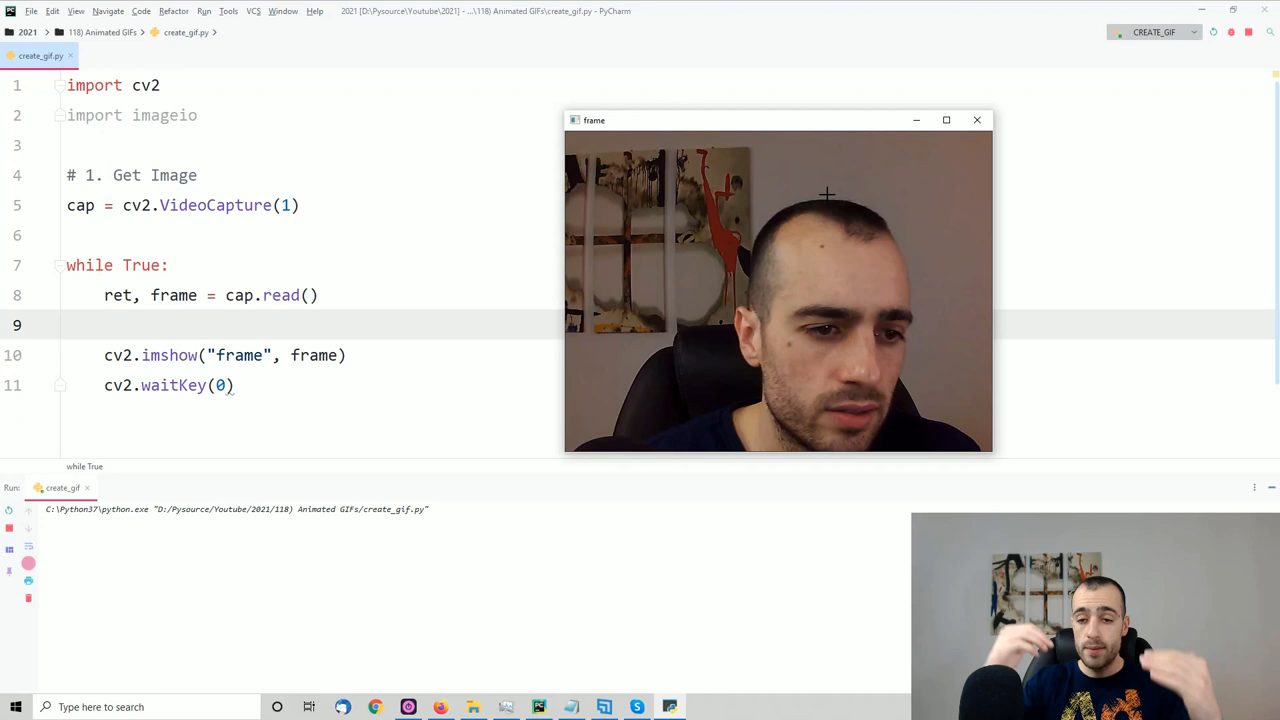 PC File Edit View Navigate Code Refactor Run Tools VCS Window Help 2021 [D:\Pysource\Youtube\2021] - ...\118) Animated GIFs\create_gif.py - PyCharm
2021 118) Animated GIFs create_gif.py CREATE_GIF
create_gif.py
1 import cv2
2 import imageio
3
4 # 1. Get Image
5 cap = cv2.VideoCapture(1)
6
7 while True:
8 ret, frame = cap.read()
9
10 cv2.imshow("frame", frame)
11 cv2.waitKey(0)
frame
while True
Run: create_gif
C:\Python37\python.exe "D:/Pysource/Youtube/2021/118) Animated GIFs/create_gif.py"
Type here to search